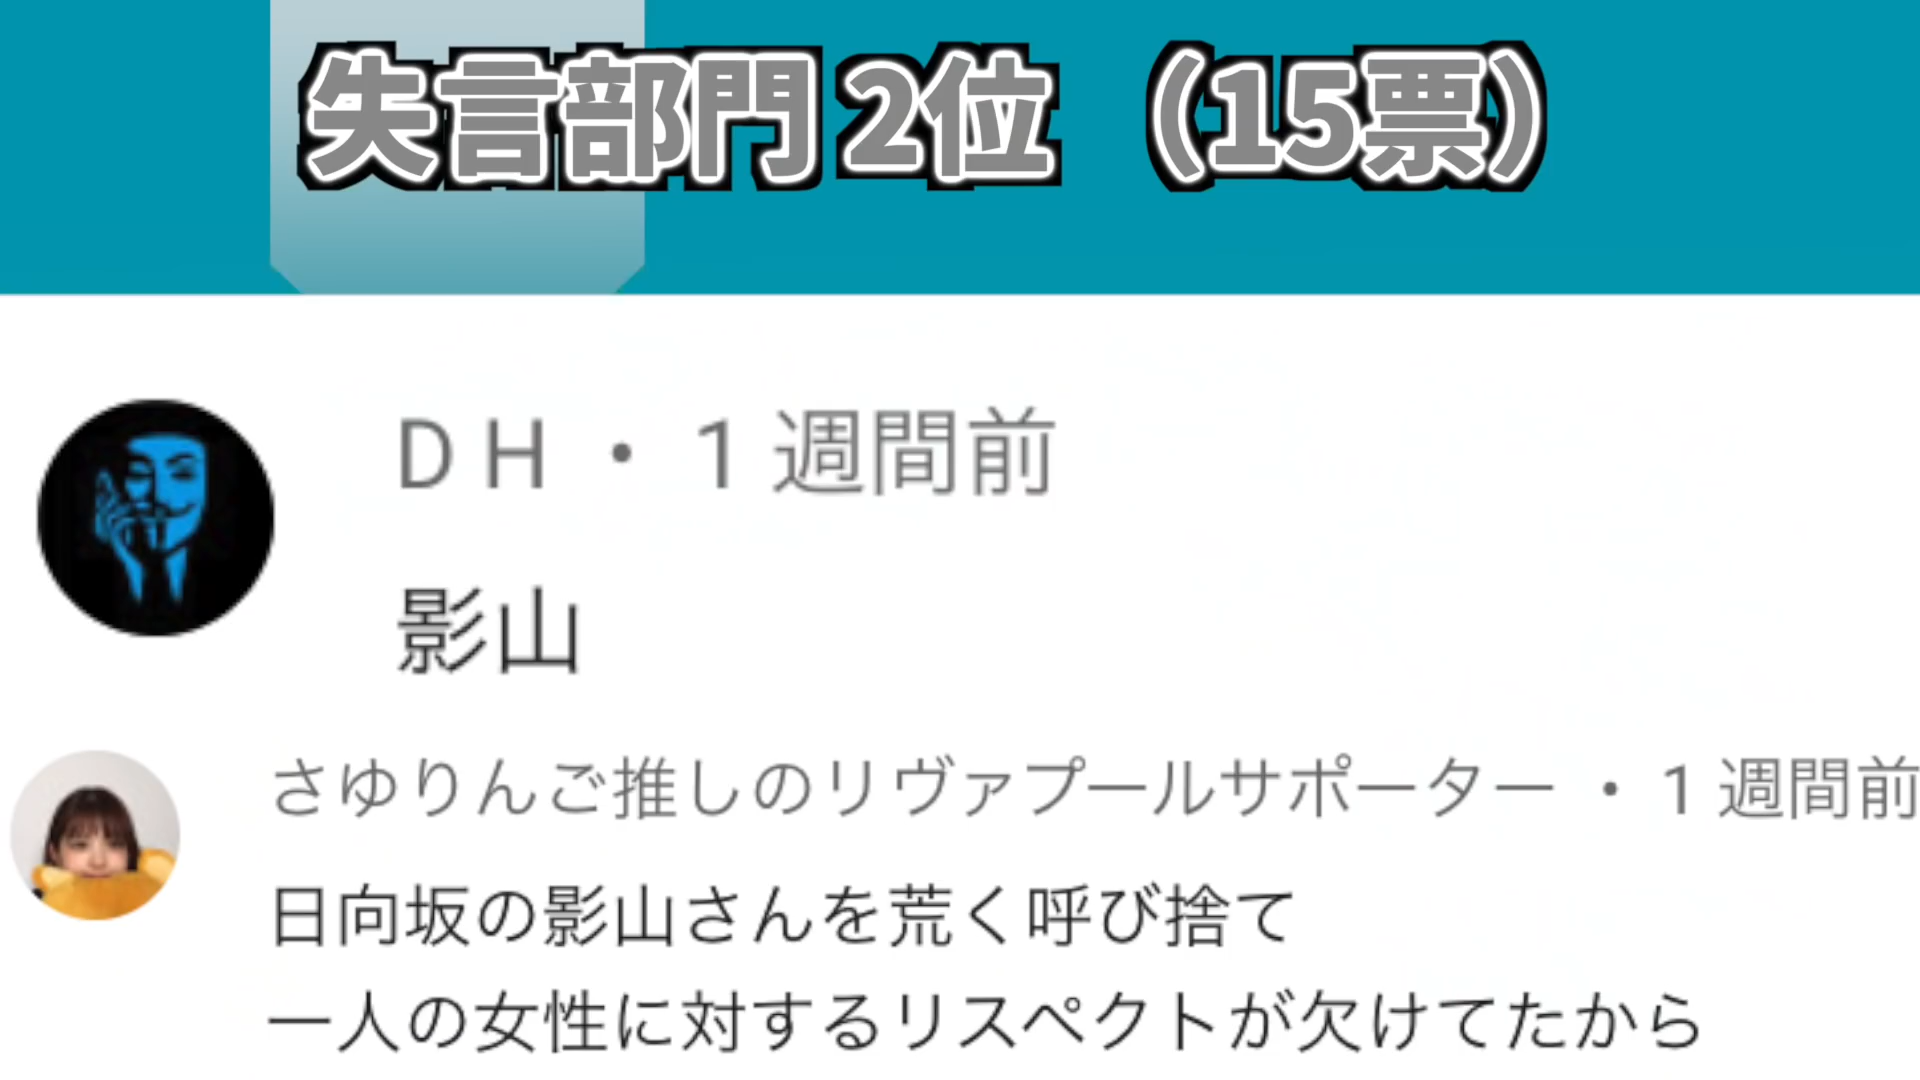 失言部門 2位 （15票）
D H ・ 1 週間前
影山
さゆりんご推しのリヴァプールサポーター ・ 1 週間前
日向坂の影山さんを荒く呼び捨て
一人の女性に対するリスペクトが欠けてたから